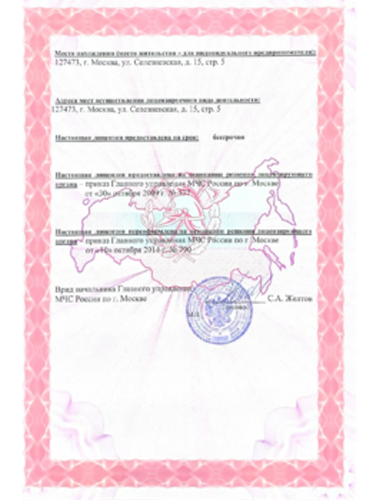 Место нахождения (место жительства - для индивидуального предпринимателя):
127473, г. Москва, ул. Селезневская, д. 15, стр. 5
Адреса мест осуществления лицензируемого вида деятельности:
127473, г. Москва, ул. Селезневская, д. 15, стр. 5
Настоящая лицензия предоставлена на срок: бессрочно
Настоящая лицензия предоставлена на основании решения лицензирующего
органа – приказ Главного управления МЧС России по г. Москве
от «20» октября 2009 г. №
Настоящая лицензия переоформлена на основании решения лицензирующего
органа – приказ Главного управления МЧС России по г. Москве
от «10» октября 2014 г. № 790
Врид начальника Главного управления
МЧС России по г. Москве С.А. Желтов
М.П.